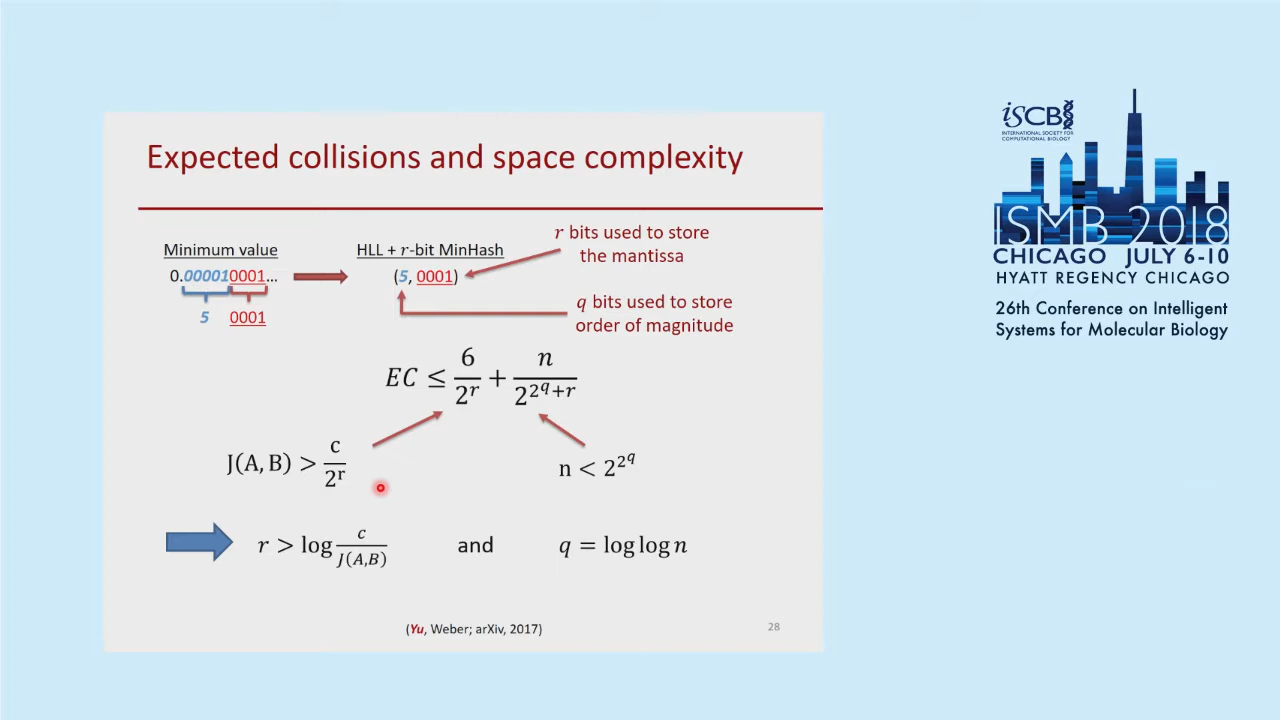 Expected collisions and space complexity
Minimum value
0.000010001...
5 0001
HLL + r-bit MinHash
(5, 0001)
r bits used to store
the mantissa
q bits used to store
order of magnitude
EC ≤ 6/2^r + n/2^(2^q+r)
J(A, B) > c/2^r
n < 2^2^q
r > log c/J(A,B) and q = log log n
(Yu, Weber; arXiv, 2017)
28
iSCB
INTERNATIONAL SOCIETY FOR
COMPUTATIONAL BIOLOGY
ISMB 2018
CHICAGO JULY 6-10
HYATT REGENCY CHICAGO
26th Conference on Intelligent
Systems for Molecular Biology